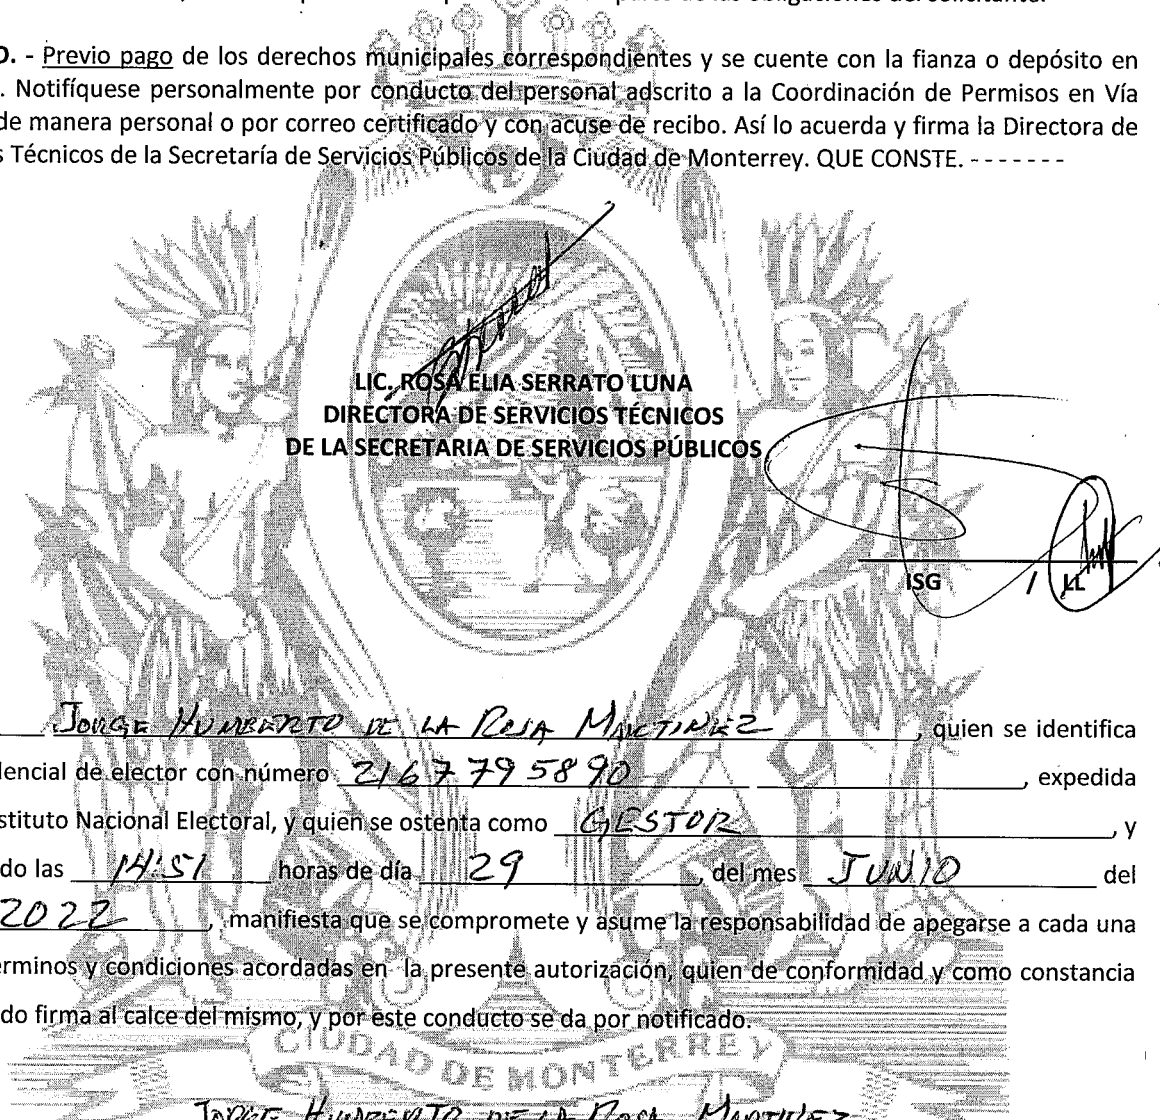 D. - Previo pago de los derechos municipales correspondientes y se cuente con la fianza o depósito en
. Notifíquese personalmente por conducto del personal adscrito a la Coordinación de Permisos en Vía
de manera personal o por correo certificado y con acuse de recibo. Así lo acuerda y firma la Directora de
s Técnicos de la Secretaría de Servicios Públicos de la Ciudad de Monterrey. QUE CONSTE. - - - - - - -
LIC. ROSA ELIA SERRATO LUNA
DIRECTORA DE SERVICIOS TÉCNICOS
DE LA SECRETARIA DE SERVICIOS PÚBLICOS
ISG / LL
JORGE HUMBERTO DE LA ROSA MARTINEZ, quien se identifica
dencial de elector con número 2167795890, expedida
stituto Nacional Electoral, y quien se ostenta como GESTOR, y
do las 14:51 horas de día 29, del mes JUNIO del
2022, manifiesta que se compromete y asume la responsabilidad de apegarse a cada una
érminos y condiciones acordadas en la presente autorización, quien de conformidad y como constancia
do firma al calce del mismo, y por este conducto se da por notificado.
CIUDAD DE MONTERREY
JORGE HUMBERTO DE LA ROSA MARTINEZ